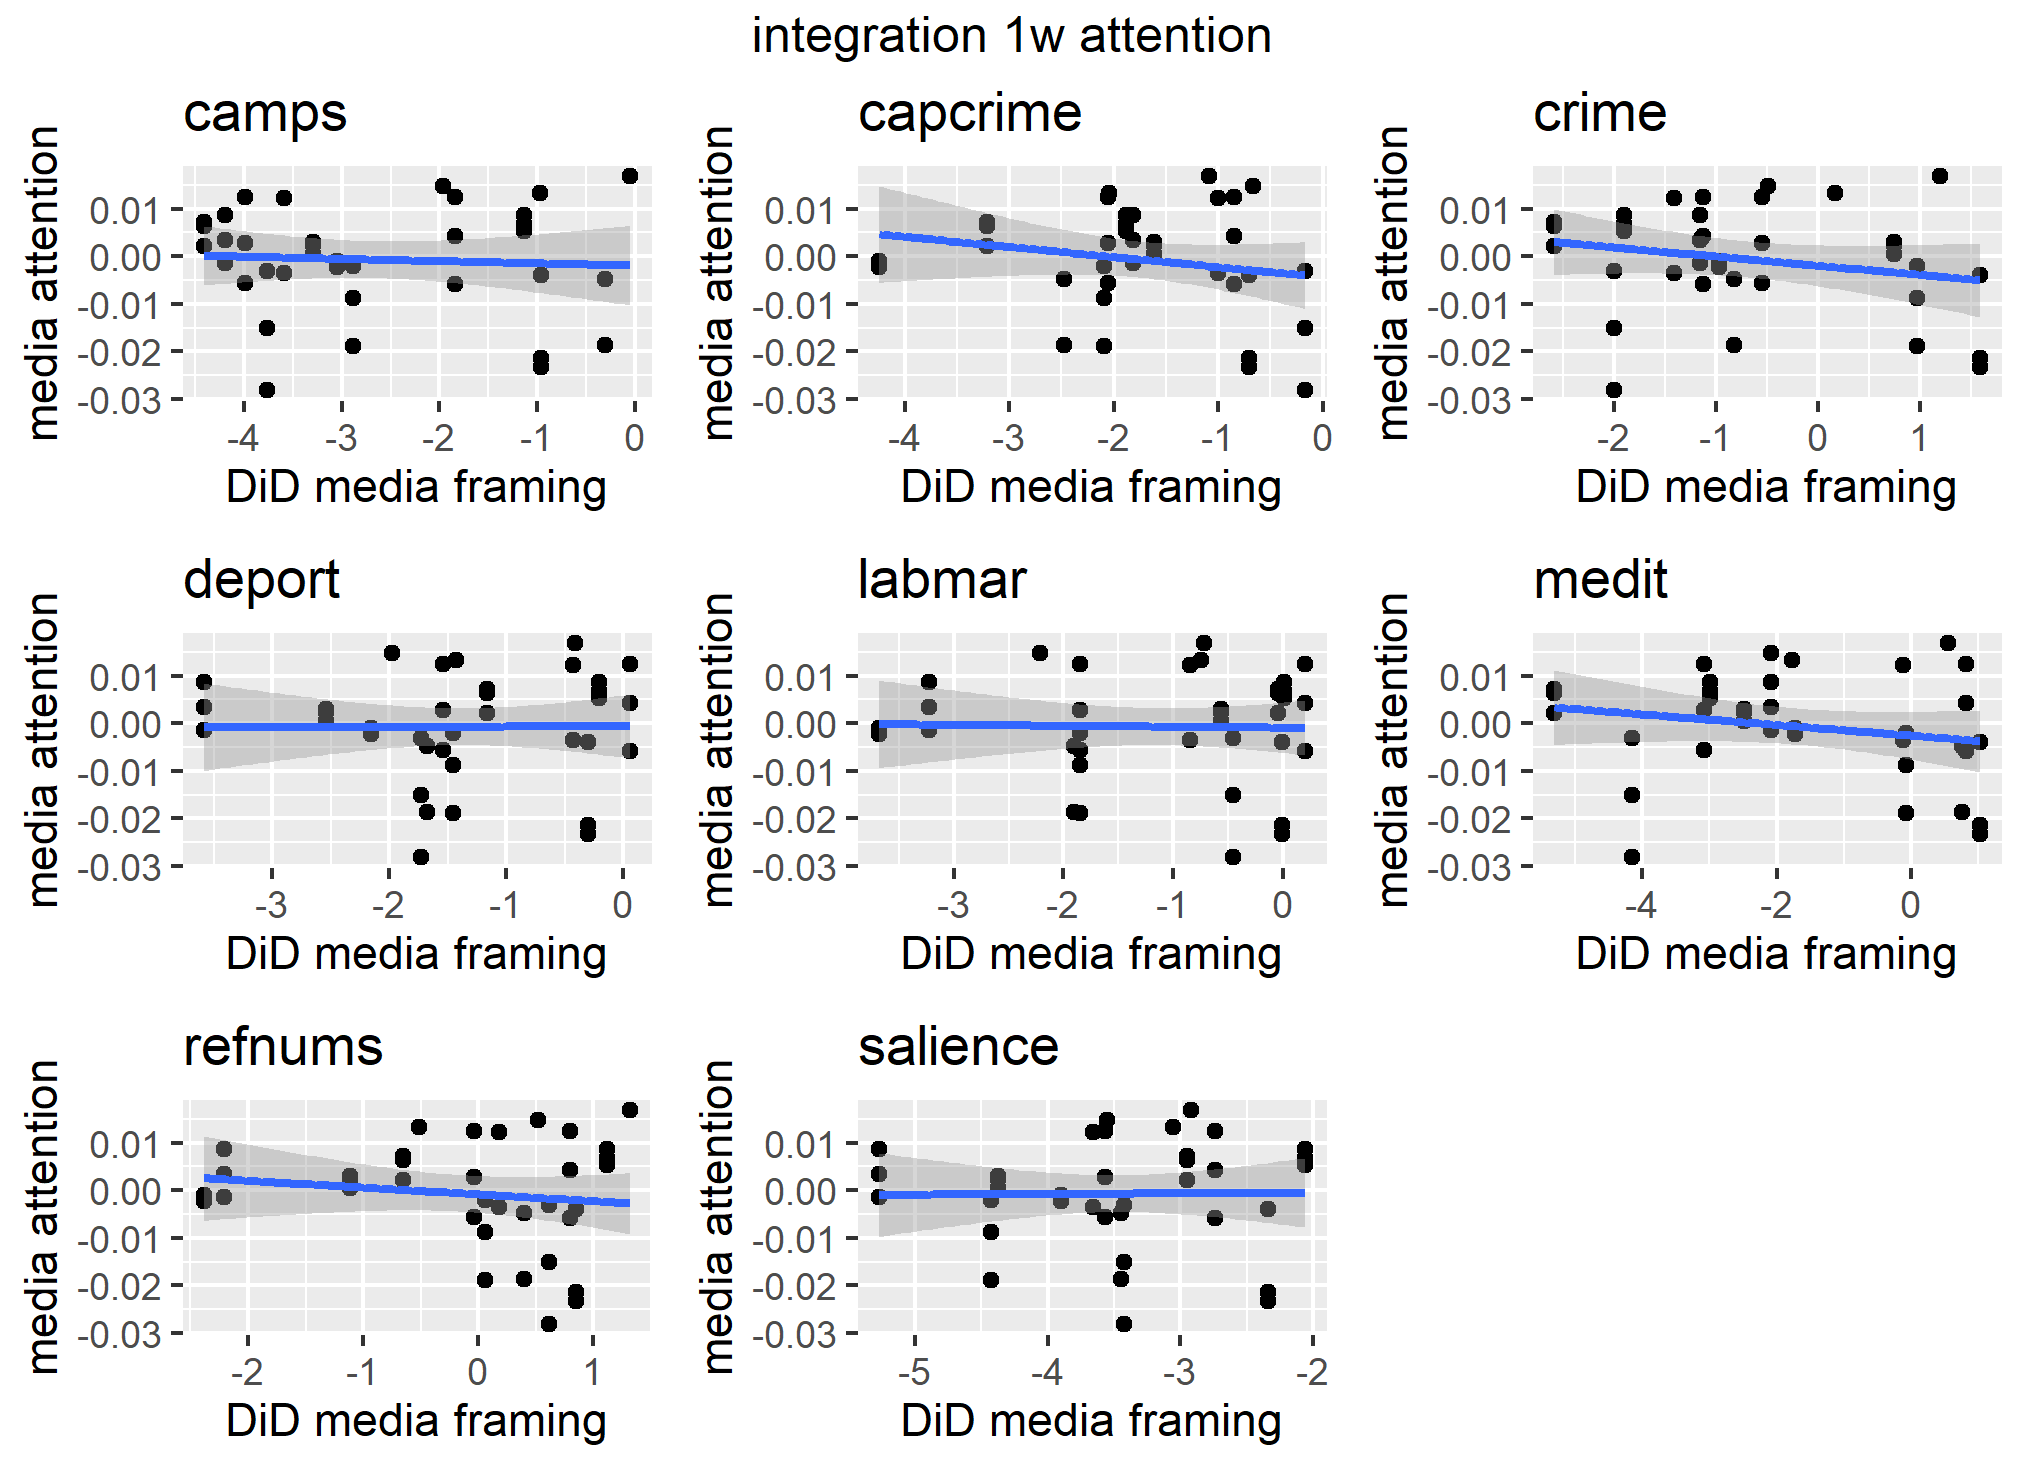 integration 1w attention
camps
capcrime
crime
media attention
0.01
0.00
-0.01
-0.02
-0.03
-4 -3 -2 -1 0
DiD media framing
media attention
0.01
0.00
-0.01
-0.02
-0.03
-4 -3 -2 -1 0
DiD media framing
media attention
0.01
0.00
-0.01
-0.02
-0.03
-2 -1 0 1
DiD media framing
deport
labmar
medit
media attention
0.01
0.00
-0.01
-0.02
-0.03
-3 -2 -1 0
DiD media framing
media attention
0.01
0.00
-0.01
-0.02
-0.03
-3 -2 -1 0
DiD media framing
media attention
0.01
0.00
-0.01
-0.02
-0.03
-4 -2 0
DiD media framing
refnums
salience
media attention
0.01
0.00
-0.01
-0.02
-0.03
-2 -1 0 1
DiD media framing
media attention
0.01
0.00
-0.01
-0.02
-0.03
-5 -4 -3 -2
DiD media framing